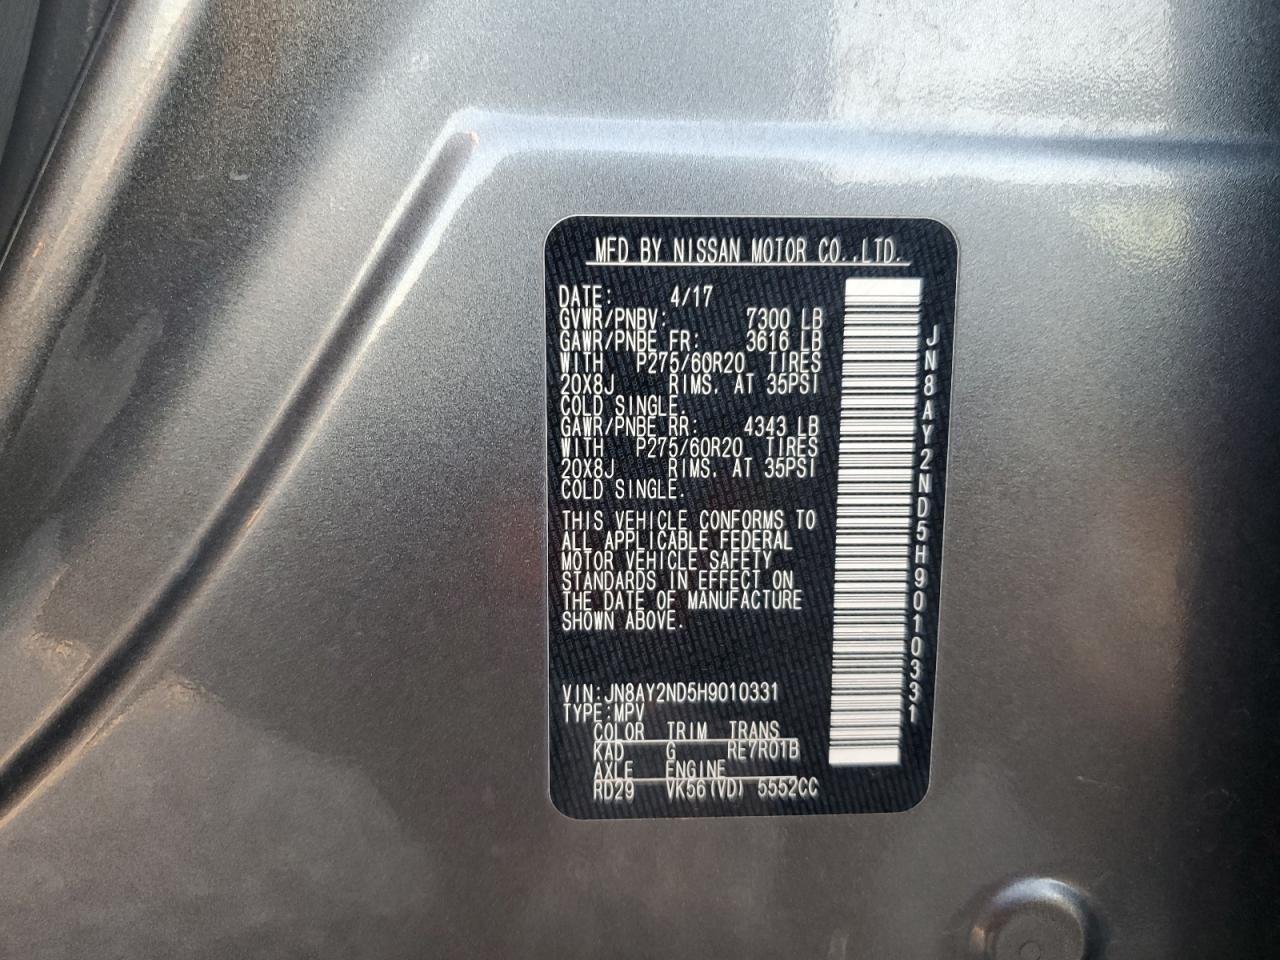 MFD BY NISSAN MOTOR CO.,LTD.
DATE: 4/17
GVWR/PNBV: 7300 LB
GAWR/PNBE FR: 3616 LB
WITH P275/60R20 TIRES
20X8J RIMS, AT 35PSI
COLD SINGLE.
GAWR/PNBE RR: 4343 LB
WITH P275/60R20 TIRES
20X8J RIMS, AT 35PSI
COLD SINGLE.
THIS VEHICLE CONFORMS TO
ALL APPLICABLE FEDERAL
MOTOR VEHICLE SAFETY
STANDARDS IN EFFECT ON
THE DATE OF MANUFACTURE
SHOWN ABOVE.
VIN:JN8AY2ND5H9010331
TYPE:MPV
COLOR TRIM TRANS
KAD G RE7R01B
AXLE ENGINE
RD29 VK56(VD) 5552CC
JN8AY2ND5H9010331